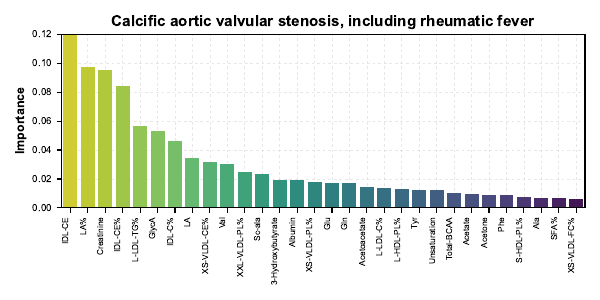 Calcific aortic valvular stenosis, including rheumatic fever
Importance
0.12
0.10
0.08
0.06
0.04
0.02
0.00
IDL-CE
LA%
Creatinine
IDL-CE%
L-LDL-TG%
GlycA
IDL-C%
LA
XS-VLDL-CE%
Val
XXL-VLDL-PL%
Sc-ala
3-Hydroxybutyrate
Albumin
XS-VLDL-PL%
Glu
Gln
Acetoacetate
L-LDL-C%
L-HDL-PL%
Tyr
Unsaturation
Total-BCAA
Acetate
Acetone
Phe
S-HDL-PL%
Ala
SFA%
XS-VLDL-FC%